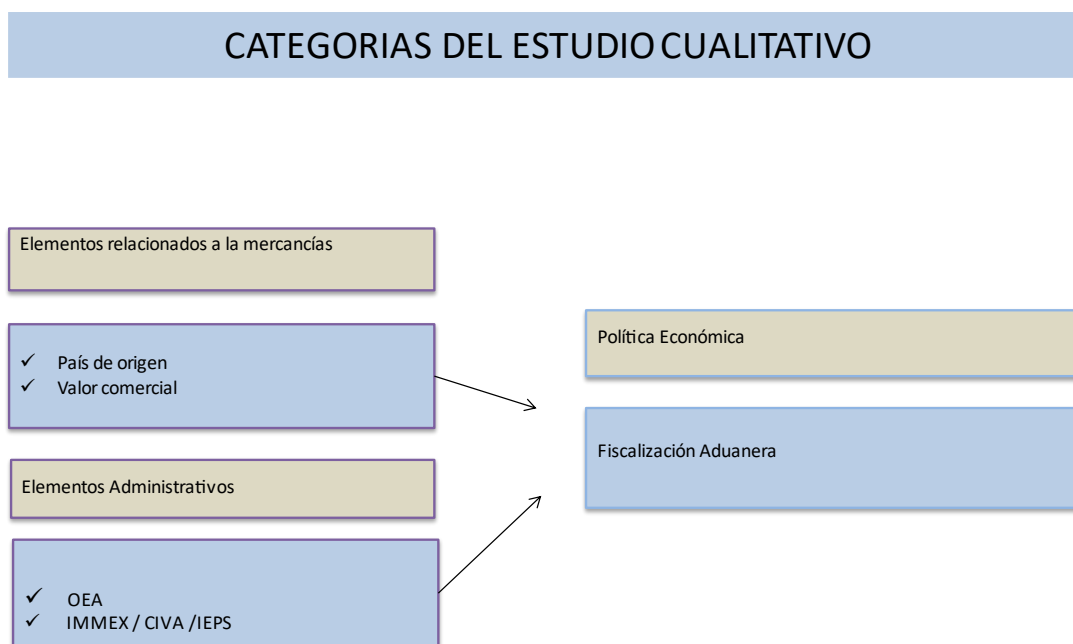 CATEGORIAS DEL ESTUDIO CUALITATIVO
Elementos relacionados a la mercancías
✓ País de origen
✓ Valor comercial
Elementos Administrativos
✓ OEA
✓ IMMEX / CIVA /IEPS
Política Económica
Fiscalización Aduanera